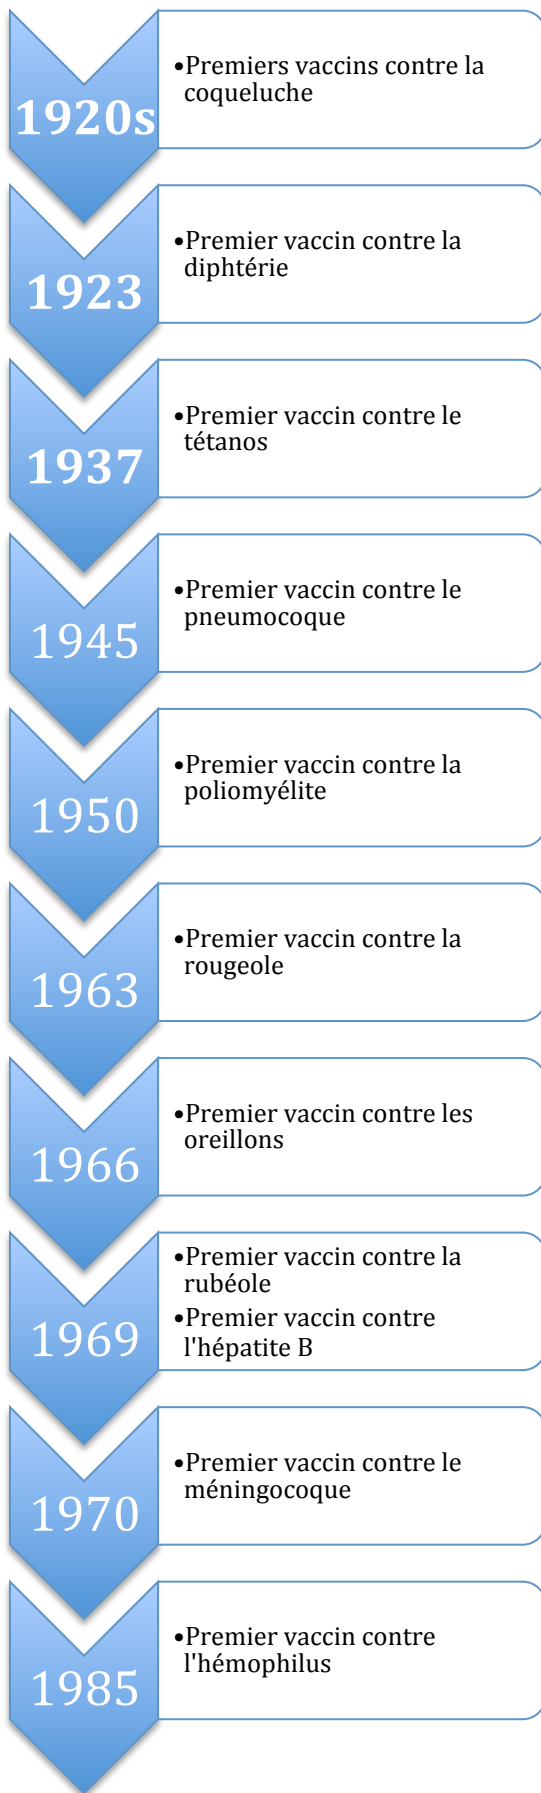 1920s
•Premiers vaccins contre la
coqueluche
1923
•Premier vaccin contre la
diphtérie
1937
•Premier vaccin contre le
tétanos
1945
•Premier vaccin contre le
pneumocoque
1950
•Premier vaccin contre la
poliomyélite
1963
•Premier vaccin contre la
rougeole
1966
•Premier vaccin contre les
oreillons
1969
•Premier vaccin contre la
rubéole
•Premier vaccin contre
l'hépatite B
1970
•Premier vaccin contre le
méningocoque
1985
•Premier vaccin contre
l'hémophilus